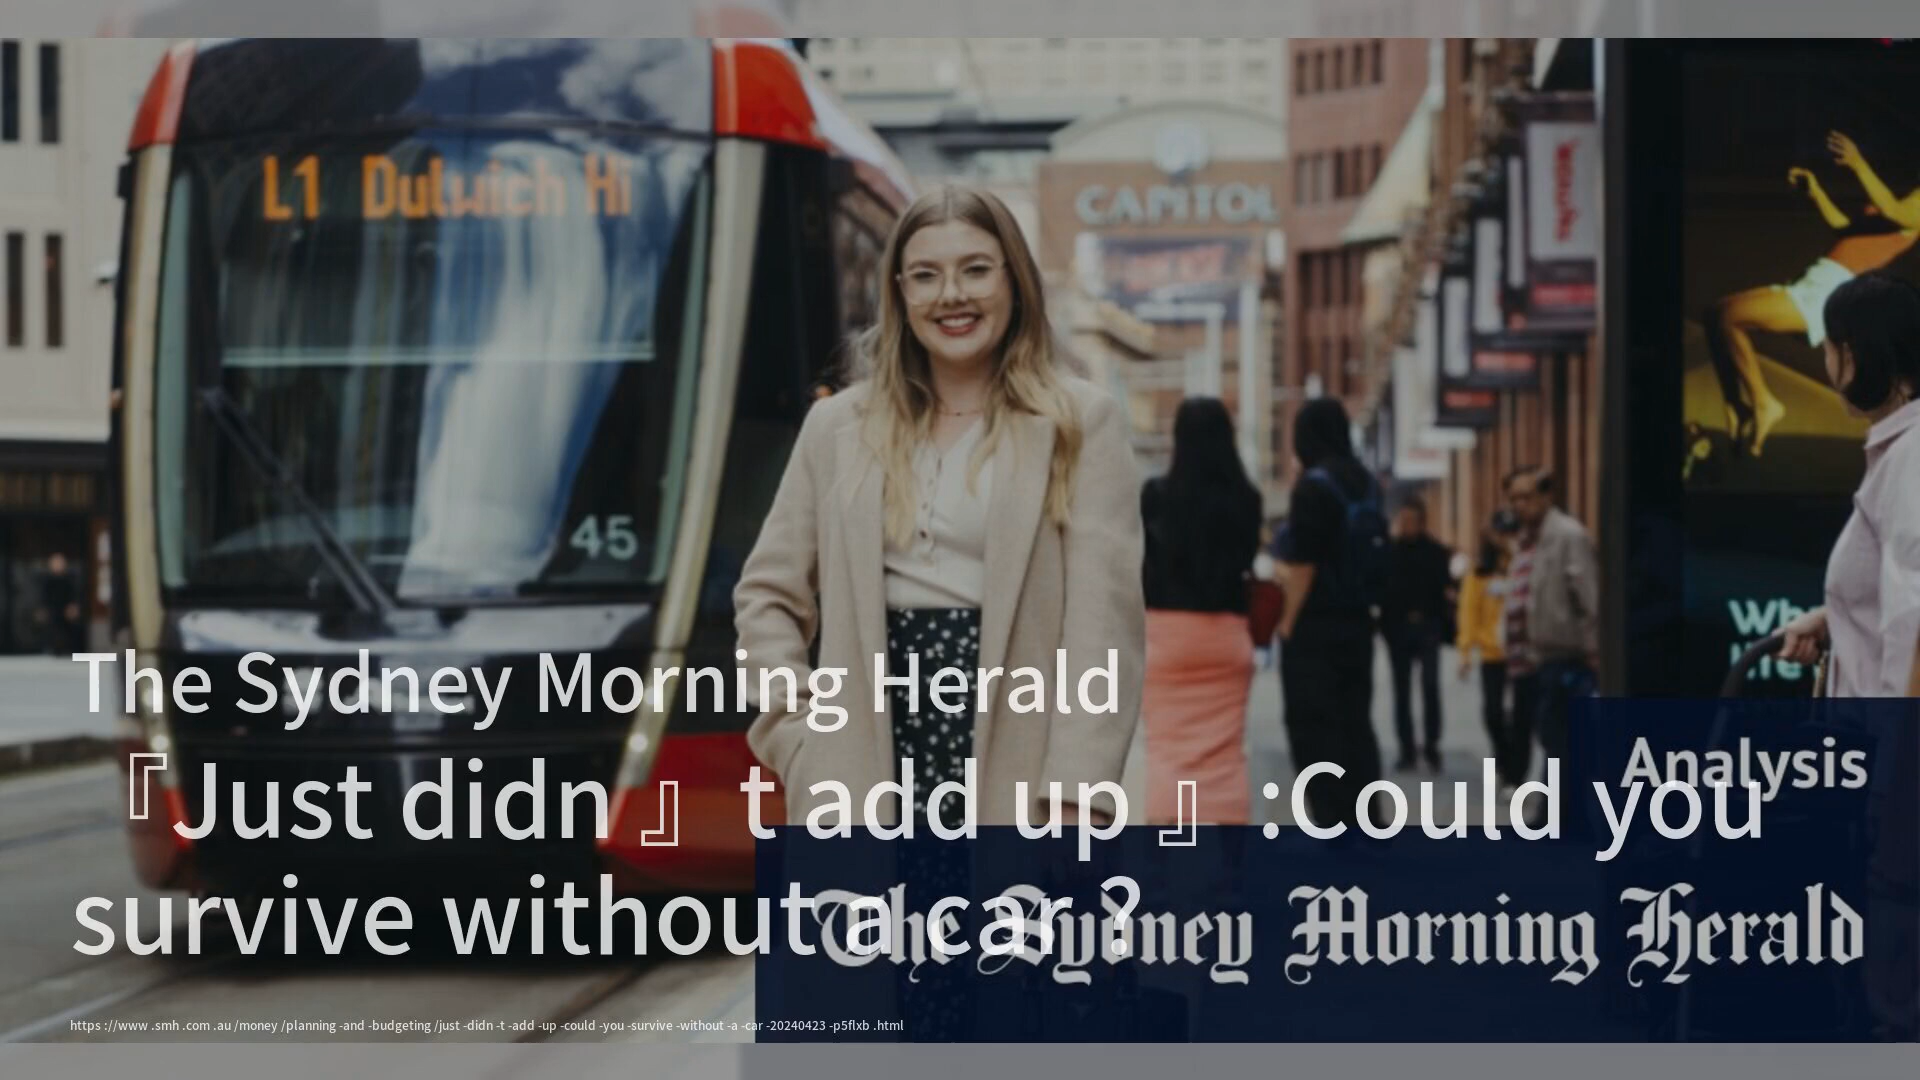 L1 Dulwich Hi
CAPITOL
45
The Sydney Morning Herald
Analysis
『Just didn 』 t add up 』 :Could you
survive without a car ?
The Sydney Morning Herald
https ://www .smh .com .au /money /planning -and -budgeting /just -didn -t -add -up -could -you -survive -without -a -car -20240423 -p5flxb .html